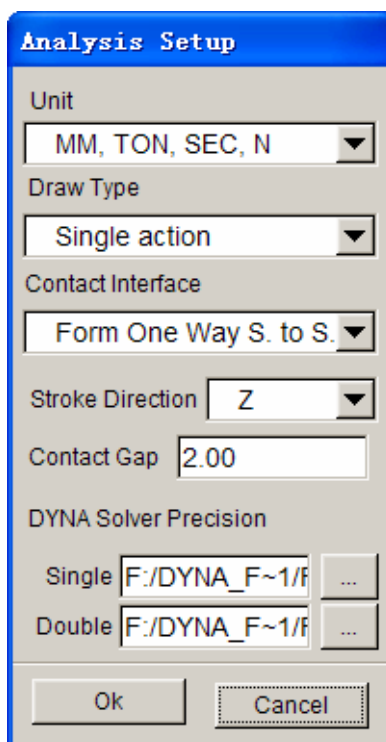 Analysis Setup
Unit
MM, TON, SEC, N
Draw Type
Single action
Contact Interface
Form One Way S. to S.
Stroke Direction Z
Contact Gap 2.00
DYNA Solver Precision
Single F:/DYNA_F~1/F ...
Double F:/DYNA_F~1/F ...
Ok Cancel